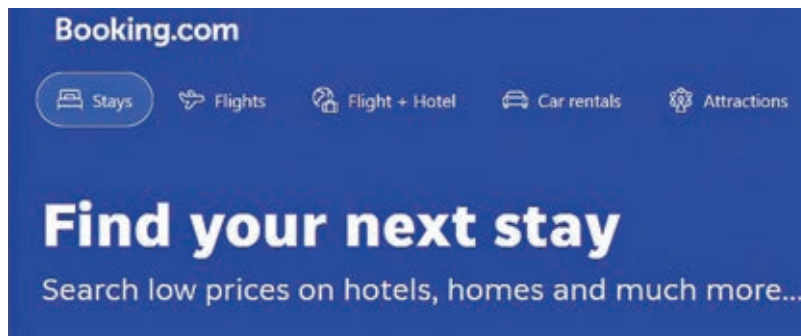 Booking.com
Stays Flights Flight + Hotel Car rentals Attractions
Find your next stay
Search low prices on hotels, homes and much more...